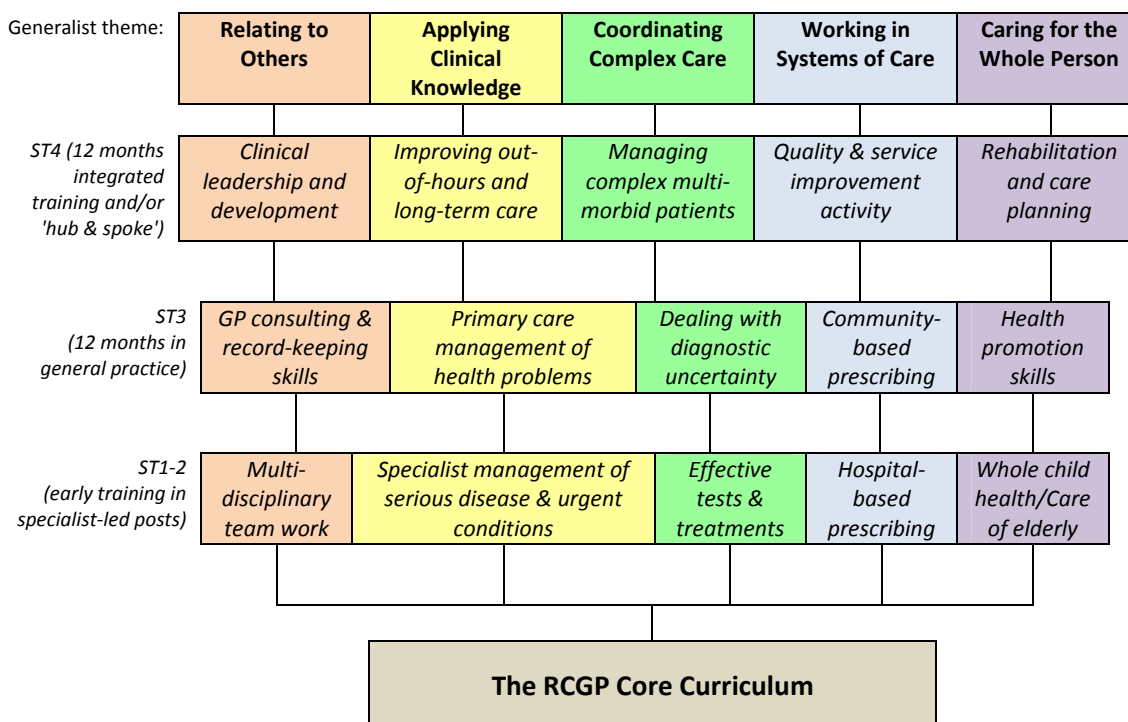 Generalist theme:
Relating to
Others
Applying
Clinical
Knowledge
Coordinating
Complex Care
Working in
Systems of Care
Caring for the
Whole Person
ST4 (12 months
integrated
training and/or
'hub & spoke')
Clinical
leadership and
development
Improving out-
of-hours and
long-term care
Managing
complex multi-
morbid patients
Quality & service
improvement
activity
Rehabilitation
and care
planning
ST3
(12 months in
general practice)
GP consulting &
record-keeping
skills
Primary care
management of
health problems
Dealing with
diagnostic
uncertainty
Community-
based
prescribing
Health
promotion
skills
ST1-2
(early training in
specialist-led posts)
Multi-
disciplinary
team work
Specialist management of
serious disease & urgent
conditions
Effective
tests &
treatments
Hospital-
based
prescribing
Whole child
health/Care
of elderly
The RCGP Core Curriculum